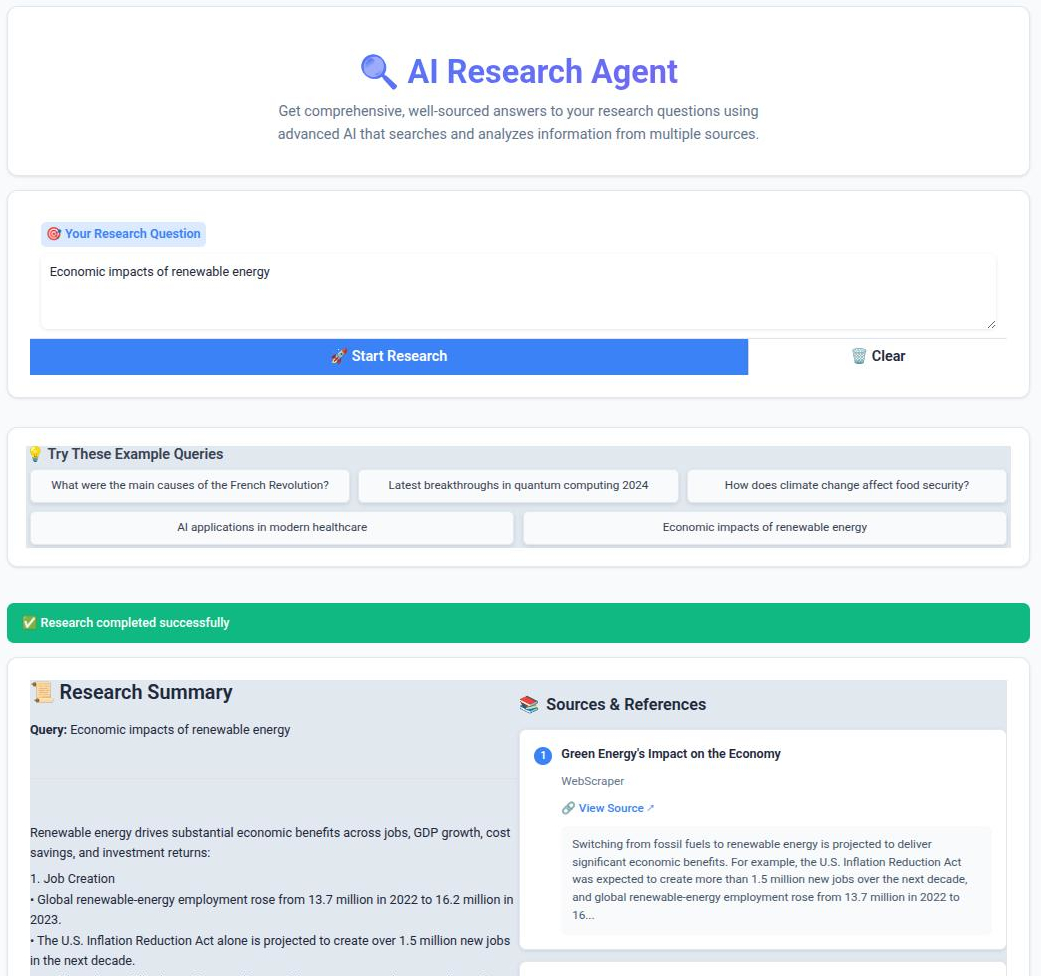 AI Research Agent
Get comprehensive, well-sourced answers to your research questions using
advanced AI that searches and analyzes information from multiple sources.
🎯 Your Research Question
Economic impacts of renewable energy
🚀 Start Research
🗑️ Clear
💡 Try These Example Queries
What were the main causes of the French Revolution?
Latest breakthroughs in quantum computing 2024
How does climate change affect food security?
AI applications in modern healthcare
Economic impacts of renewable energy
✅ Research completed successfully
📜 Research Summary
Query: Economic impacts of renewable energy
Renewable energy drives substantial economic benefits across jobs, GDP growth, cost
savings, and investment returns:
1. Job Creation
• Global renewable-energy employment rose from 13.7 million in 2022 to 16.2 million in
2023.
• The U.S. Inflation Reduction Act alone is projected to create over 1.5 million new jobs
in the next decade.
📚 Sources & References
1 Green Energy's Impact on the Economy
WebScraper
🔗 View Source ↗
Switching from fossil fuels to renewable energy is projected to deliver
significant economic benefits. For example, the U.S. Inflation Reduction Act
was expected to create more than 1.5 million new jobs over the next decade,
and global renewable-energy employment rose from 13.7 million in 2022 to
16...